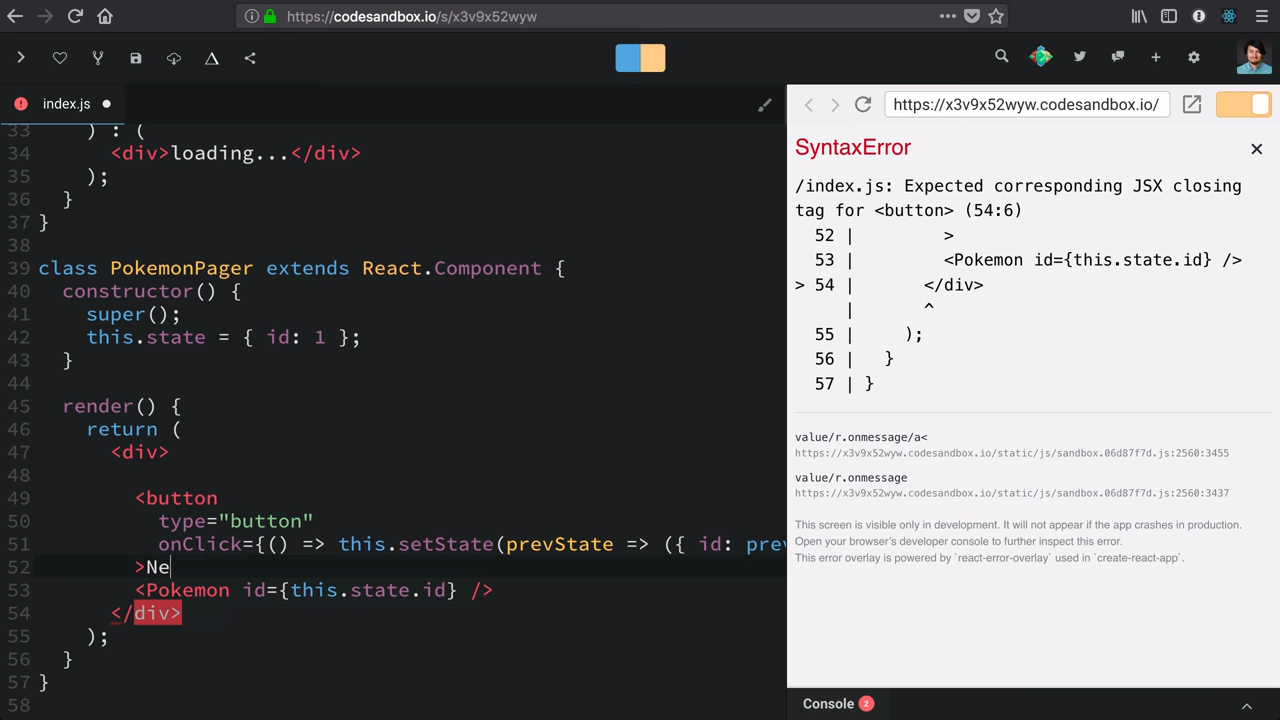 https://codesandbox.io/s/x3v9x52wyw
index.js
https://x3v9x52wyw.codesandbox.io/
33 ) : (
34 <div>loading...</div>
35 );
36 }
37 }
38
39 class PokemonPager extends React.Component {
40 constructor() {
41 super();
42 this.state = { id: 1 };
43 }
44
45 render() {
46 return (
47 <div>
48
49 <button
50 type="button"
51 onClick={() => this.setState(prevState => ({ id: prev
52 >Ne
53 <Pokemon id={this.state.id} />
54 </div>
55 );
56 }
57 }
58
SyntaxError
/index.js: Expected corresponding JSX closing
tag for <button> (54:6)
52 | >
53 | <Pokemon id={this.state.id} />
> 54 | </div>
| ^
55 | );
56 | }
57 | }
value/r.onmessage/a<
https://x3v9x52wyw.codesandbox.io/static/js/sandbox.06d87f7d.js:2560:3455
value/r.onmessage
https://x3v9x52wyw.codesandbox.io/static/js/sandbox.06d87f7d.js:2560:3437
This screen is visible only in development. It will not appear if the app crashes in production.
Open your browser's developer console to further inspect this error.
This error overlay is powered by `react-error-overlay` used in `create-react-app`.
Console 2